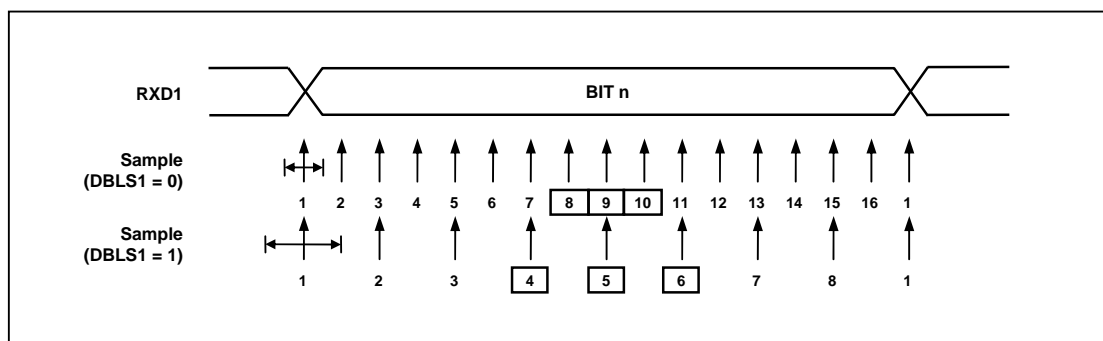 RXD1
BIT n
Sample
(DBLS1 = 0)
1 2 3 4 5 6 7 8 9 10 11 12 13 14 15 16 1
Sample
(DBLS1 = 1)
1 2 3 4 5 6 7 8 1